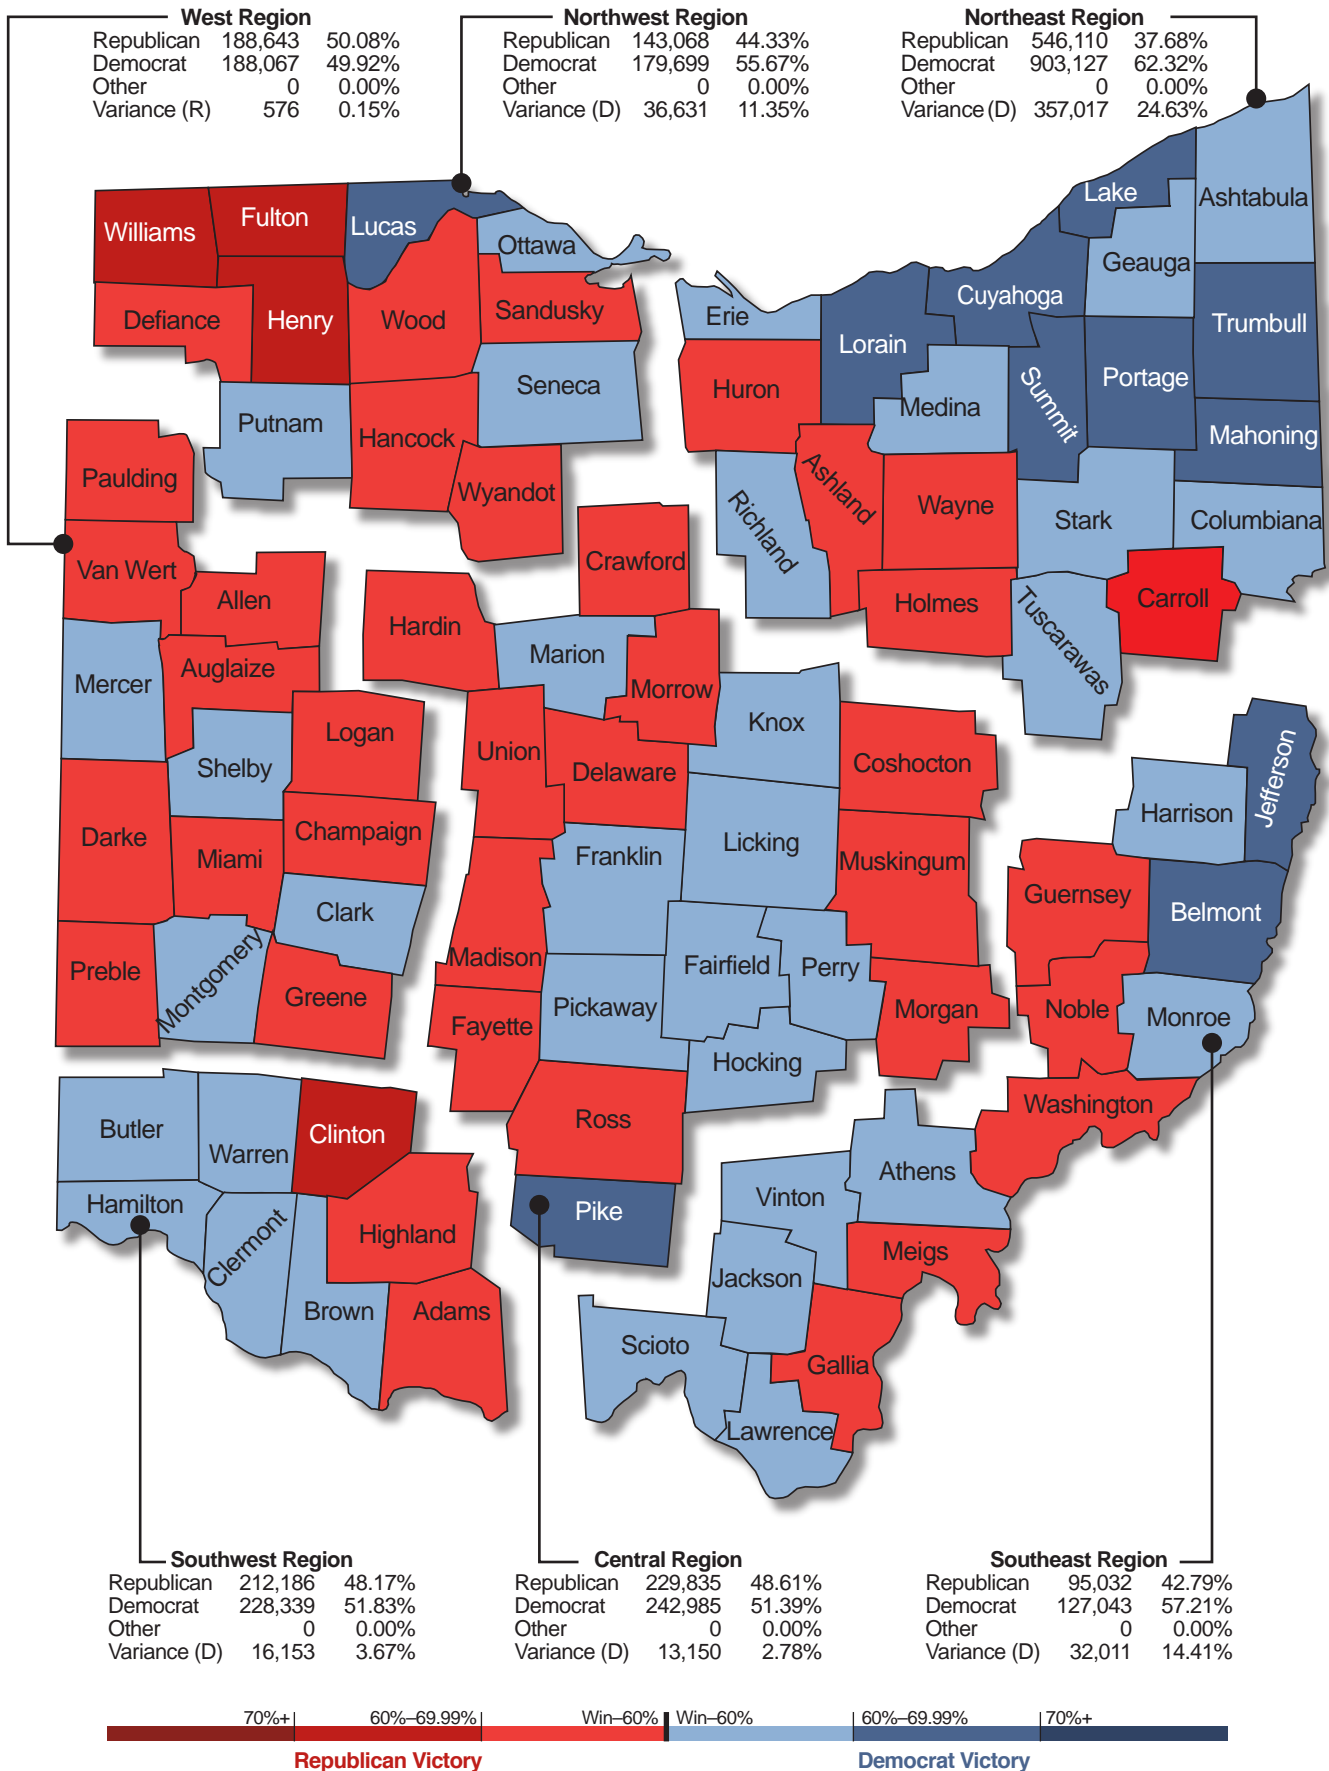 West Region
Republican 188,643 50.08%
Democrat 188,067 49.92%
Other 0 0.00%
Variance (R) 576 0.15%
Northwest Region
Republican 143,068 44.33%
Democrat 179,699 55.67%
Other 0 0.00%
Variance (D) 36,631 11.35%
Northeast Region
Republican 546,110 37.68%
Democrat 903,127 62.32%
Other 0 0.00%
Variance (D) 357,017 24.63%
Williams
Fulton
Lucas
Ottawa
Defiance
Henry
Wood
Sandusky
Putnam
Hancock
Seneca
Wyandot
Lake
Ashtabula
Geauga
Cuyahoga
Erie
Lorain
Trumbull
Huron
Medina
Summit
Portage
Mahoning
Richland
Ashland
Wayne
Stark
Columbiana
Holmes
Tuscarawas
Carroll
Paulding
Van Wert
Allen
Mercer
Auglaize
Logan
Shelby
Darke
Miami
Champaign
Clark
Preble
Montgomery
Greene
Crawford
Hardin
Marion
Morrow
Knox
Union
Delaware
Coshocton
Licking
Franklin
Muskingum
Madison
Fairfield
Perry
Pickaway
Fayette
Morgan
Hocking
Ross
Pike
Jefferson
Harrison
Guernsey
Belmont
Noble
Monroe
Washington
Athens
Vinton
Meigs
Jackson
Gallia
Scioto
Lawrence
Butler
Warren
Clinton
Hamilton
Clermont
Highland
Brown
Adams
Southwest Region
Republican 212,186 48.17%
Democrat 228,339 51.83%
Other 0 0.00%
Variance (D) 16,153 3.67%
Central Region
Republican 229,835 48.61%
Democrat 242,985 51.39%
Other 0 0.00%
Variance (D) 13,150 2.78%
Southeast Region
Republican 95,032 42.79%
Democrat 127,043 57.21%
Other 0 0.00%
Variance (D) 32,011 14.41%
70%+ 60%–69.99% Win–60% Win–60% 60%–69.99% 70%+
Republican Victory Democrat Victory